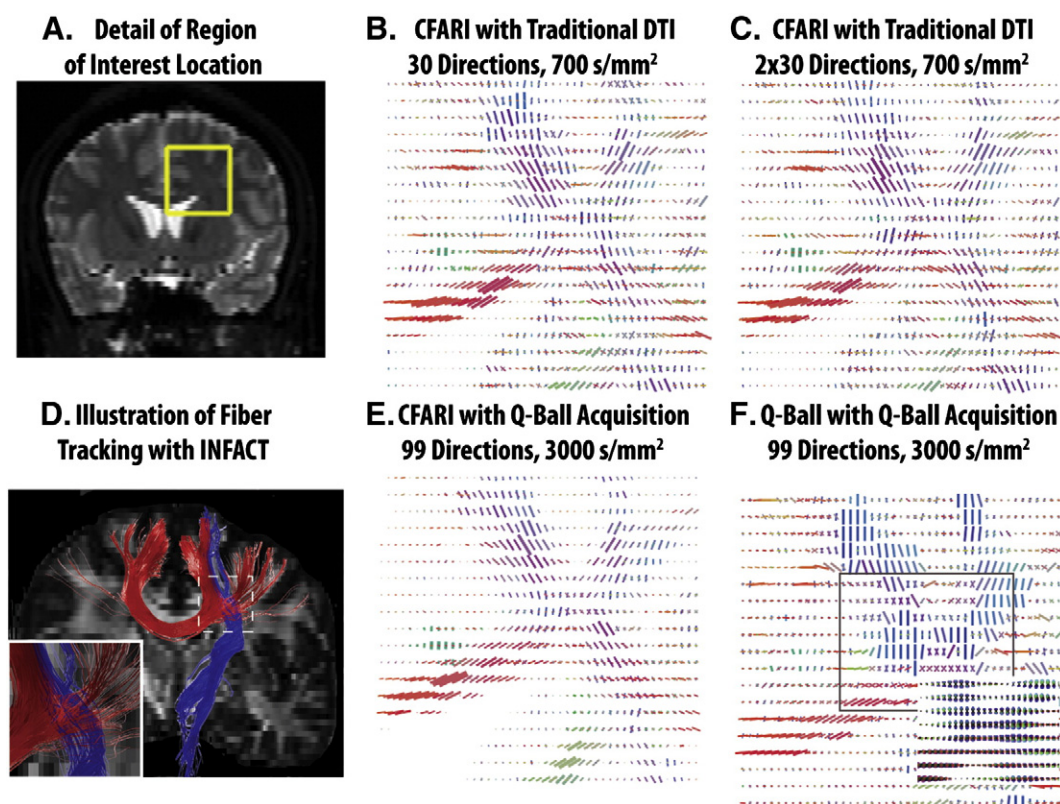 A. Detail of Region
of Interest Location
B. CFARI with Traditional DTI
30 Directions, 700 s/mm²
C. CFARI with Traditional DTI
2x30 Directions, 700 s/mm²
D. Illustration of Fiber
Tracking with INFACT
E. CFARI with Q-Ball Acquisition
99 Directions, 3000 s/mm²
F. Q-Ball with Q-Ball Acquisition
99 Directions, 3000 s/mm²